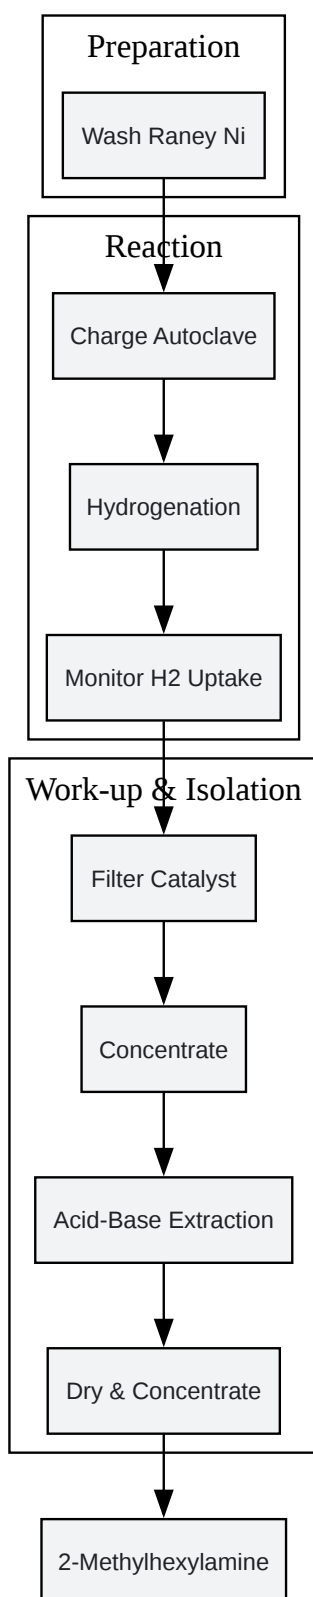 Preparation
Wash Raney Ni
Reaction
Charge Autoclave
Hydrogenation
Monitor H2 Uptake
Work-up & Isolation
Filter Catalyst
Concentrate
Acid-Base Extraction
Dry & Concentrate
2-Methylhexylamine